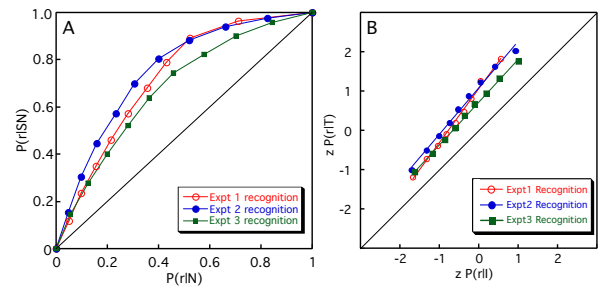 A
P(r|SN)
1.0
0.8
0.6
0.4
0.2
0.0
0
0.2
0.4
0.6
0.8
1
P(r|N)
Expt 1 recognition
Expt 2 recognition
Expt 3 recognition
B
z P(r|T)
2
1
0
-1
-2
-2
-1
0
1
2
z P(r|I)
Expt1 Recognition
Expt2 Recognition
Expt3 Recognition